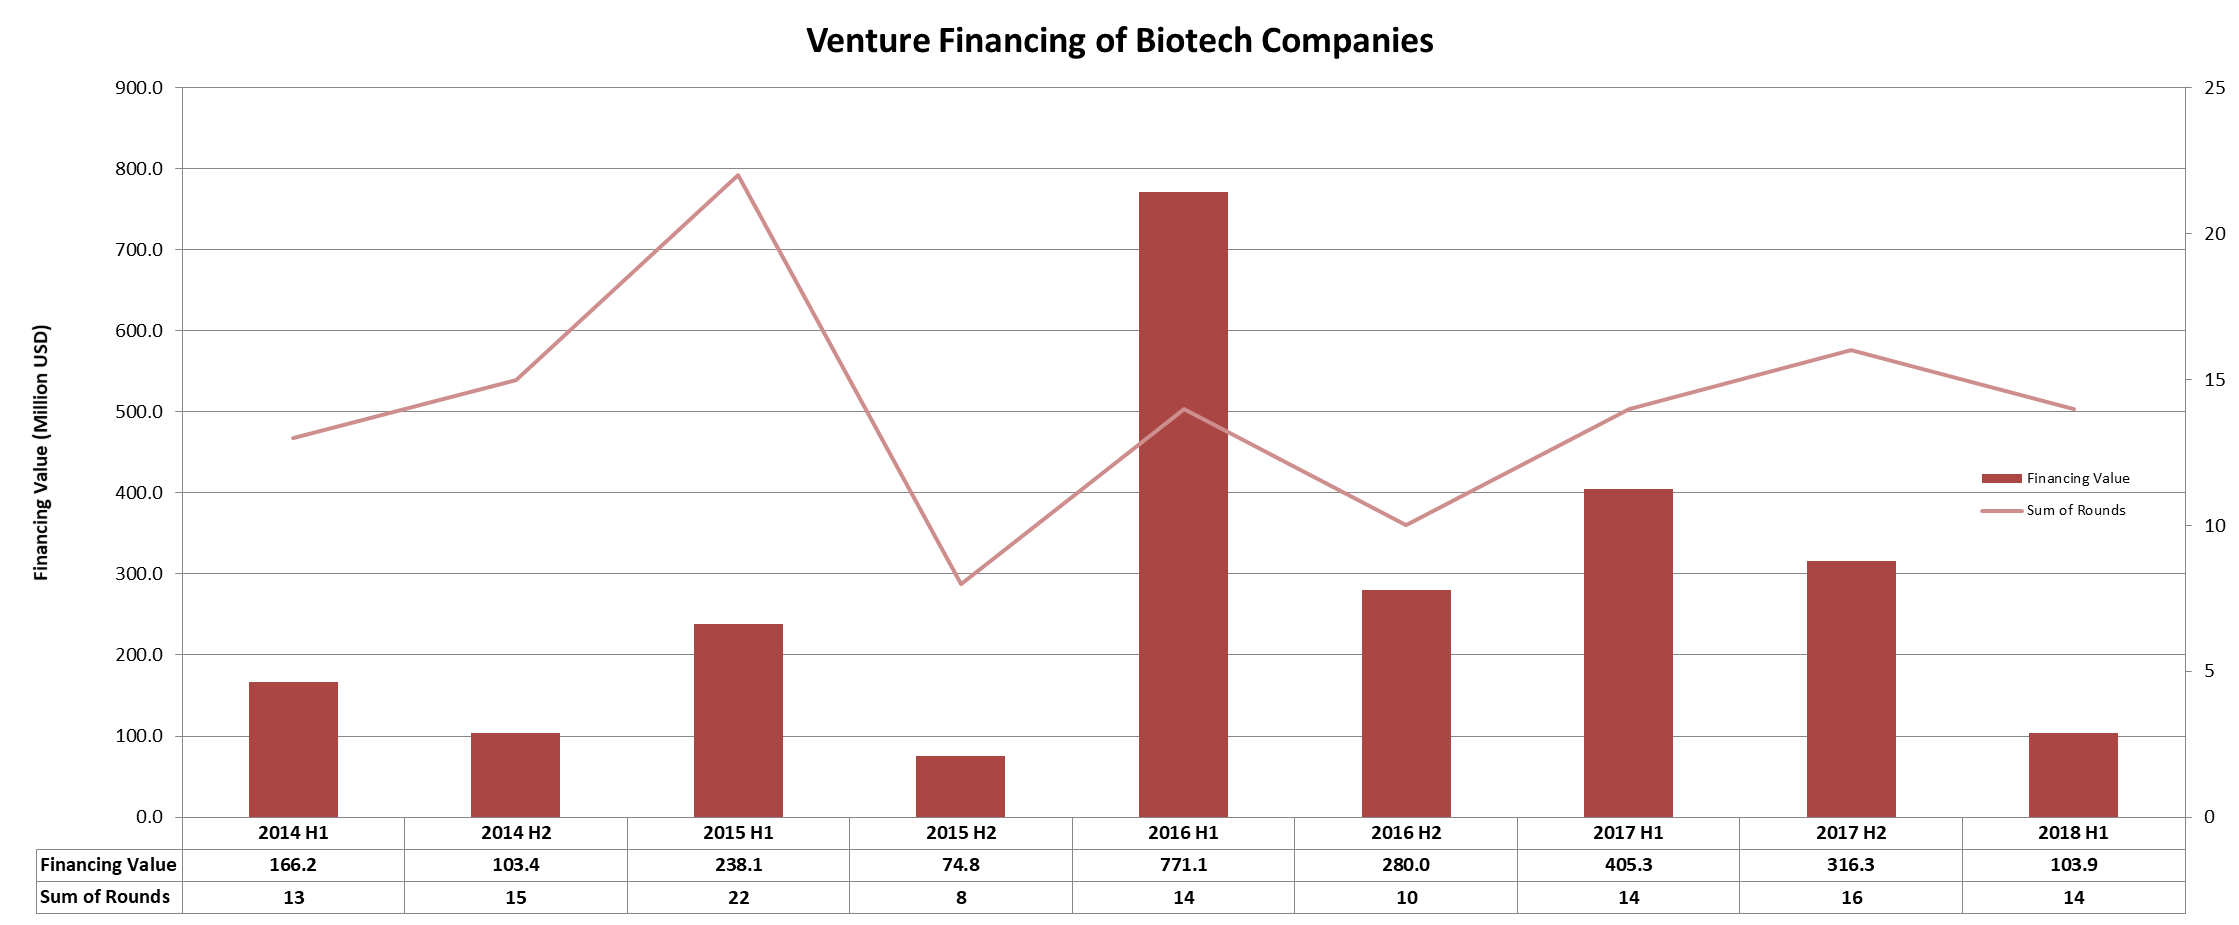 Venture Financing of Biotech Companies
Financing Value (Million USD)
900.0
800.0
700.0
600.0
500.0
400.0
300.0
200.0
100.0
0.0
25
20
15
10
5
0
Financing Value
Sum of Rounds
2014 H1 2014 H2 2015 H1 2015 H2 2016 H1 2016 H2 2017 H1 2017 H2 2018 H1
Financing Value 166.2 103.4 238.1 74.8 771.1 280.0 405.3 316.3 103.9
Sum of Rounds 13 15 22 8 14 10 14 16 14